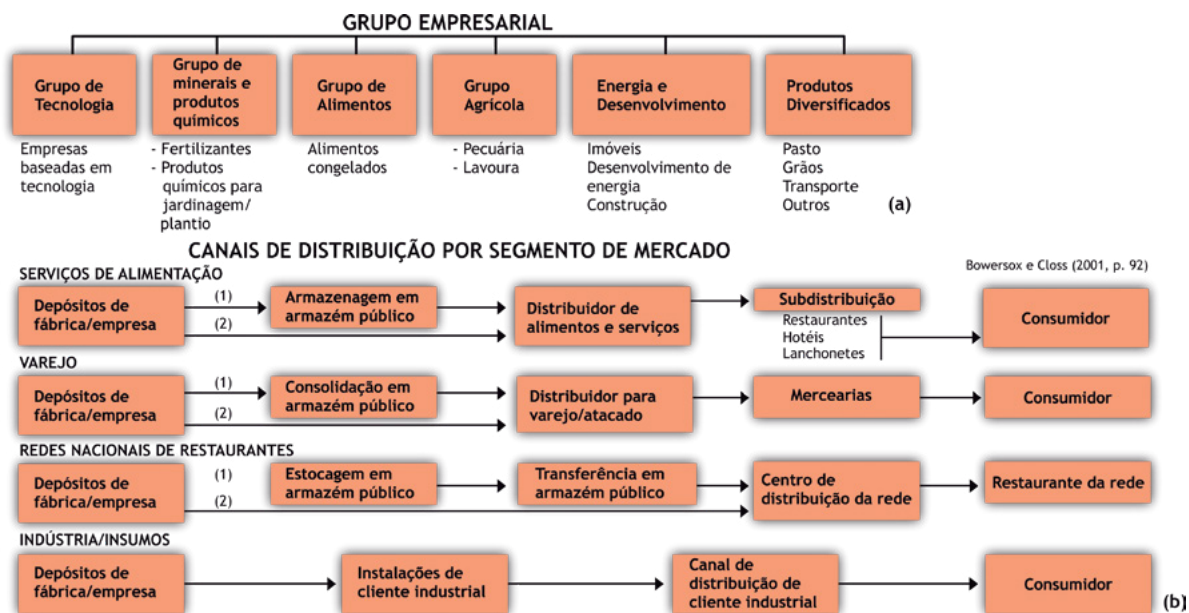 GRUPO EMPRESARIAL
Grupo de
Tecnologia
Empresas
baseadas em
tecnologia
Grupo de
minerais e
produtos
químicos
- Fertilizantes
- Produtos
químicos para
jardinagem/
plantio
Grupo de
Alimentos
Alimentos
congelados
Grupo
Agrícola
- Pecuária
- Lavoura
Energia e
Desenvolvimento
Imóveis
Desenvolvimento de
energia
Construção
Produtos
Diversificados
Pasto
Grãos
Transporte
Outros
(a)
CANAIS DE DISTRIBUIÇÃO POR SEGMENTO DE MERCADO
Bowersox e Closs (2001, p. 92)
SERVIÇOS DE ALIMENTAÇÃO
Depósitos de
fábrica/empresa
(1)
(2)
Armazenagem em
armazém público
Distribuidor de
alimentos e serviços
Subdistribuição
Restaurantes
Hotéis
Lanchonetes
Consumidor
VAREJO
Depósitos de
fábrica/empresa
(1)
(2)
Consolidação em
armazém público
Distribuidor para
varejo/atacado
Mercearias
Consumidor
REDES NACIONAIS DE RESTAURANTES
Depósitos de
fábrica/empresa
(1)
(2)
Estocagem em
armazém público
Transferência em
armazém público
Centro de
distribuição da rede
Restaurante da rede
INDÚSTRIA/INSUMOS
Depósitos de
fábrica/empresa
Instalações de
cliente industrial
Canal de
distribuição de
cliente industrial
Consumidor
(b)